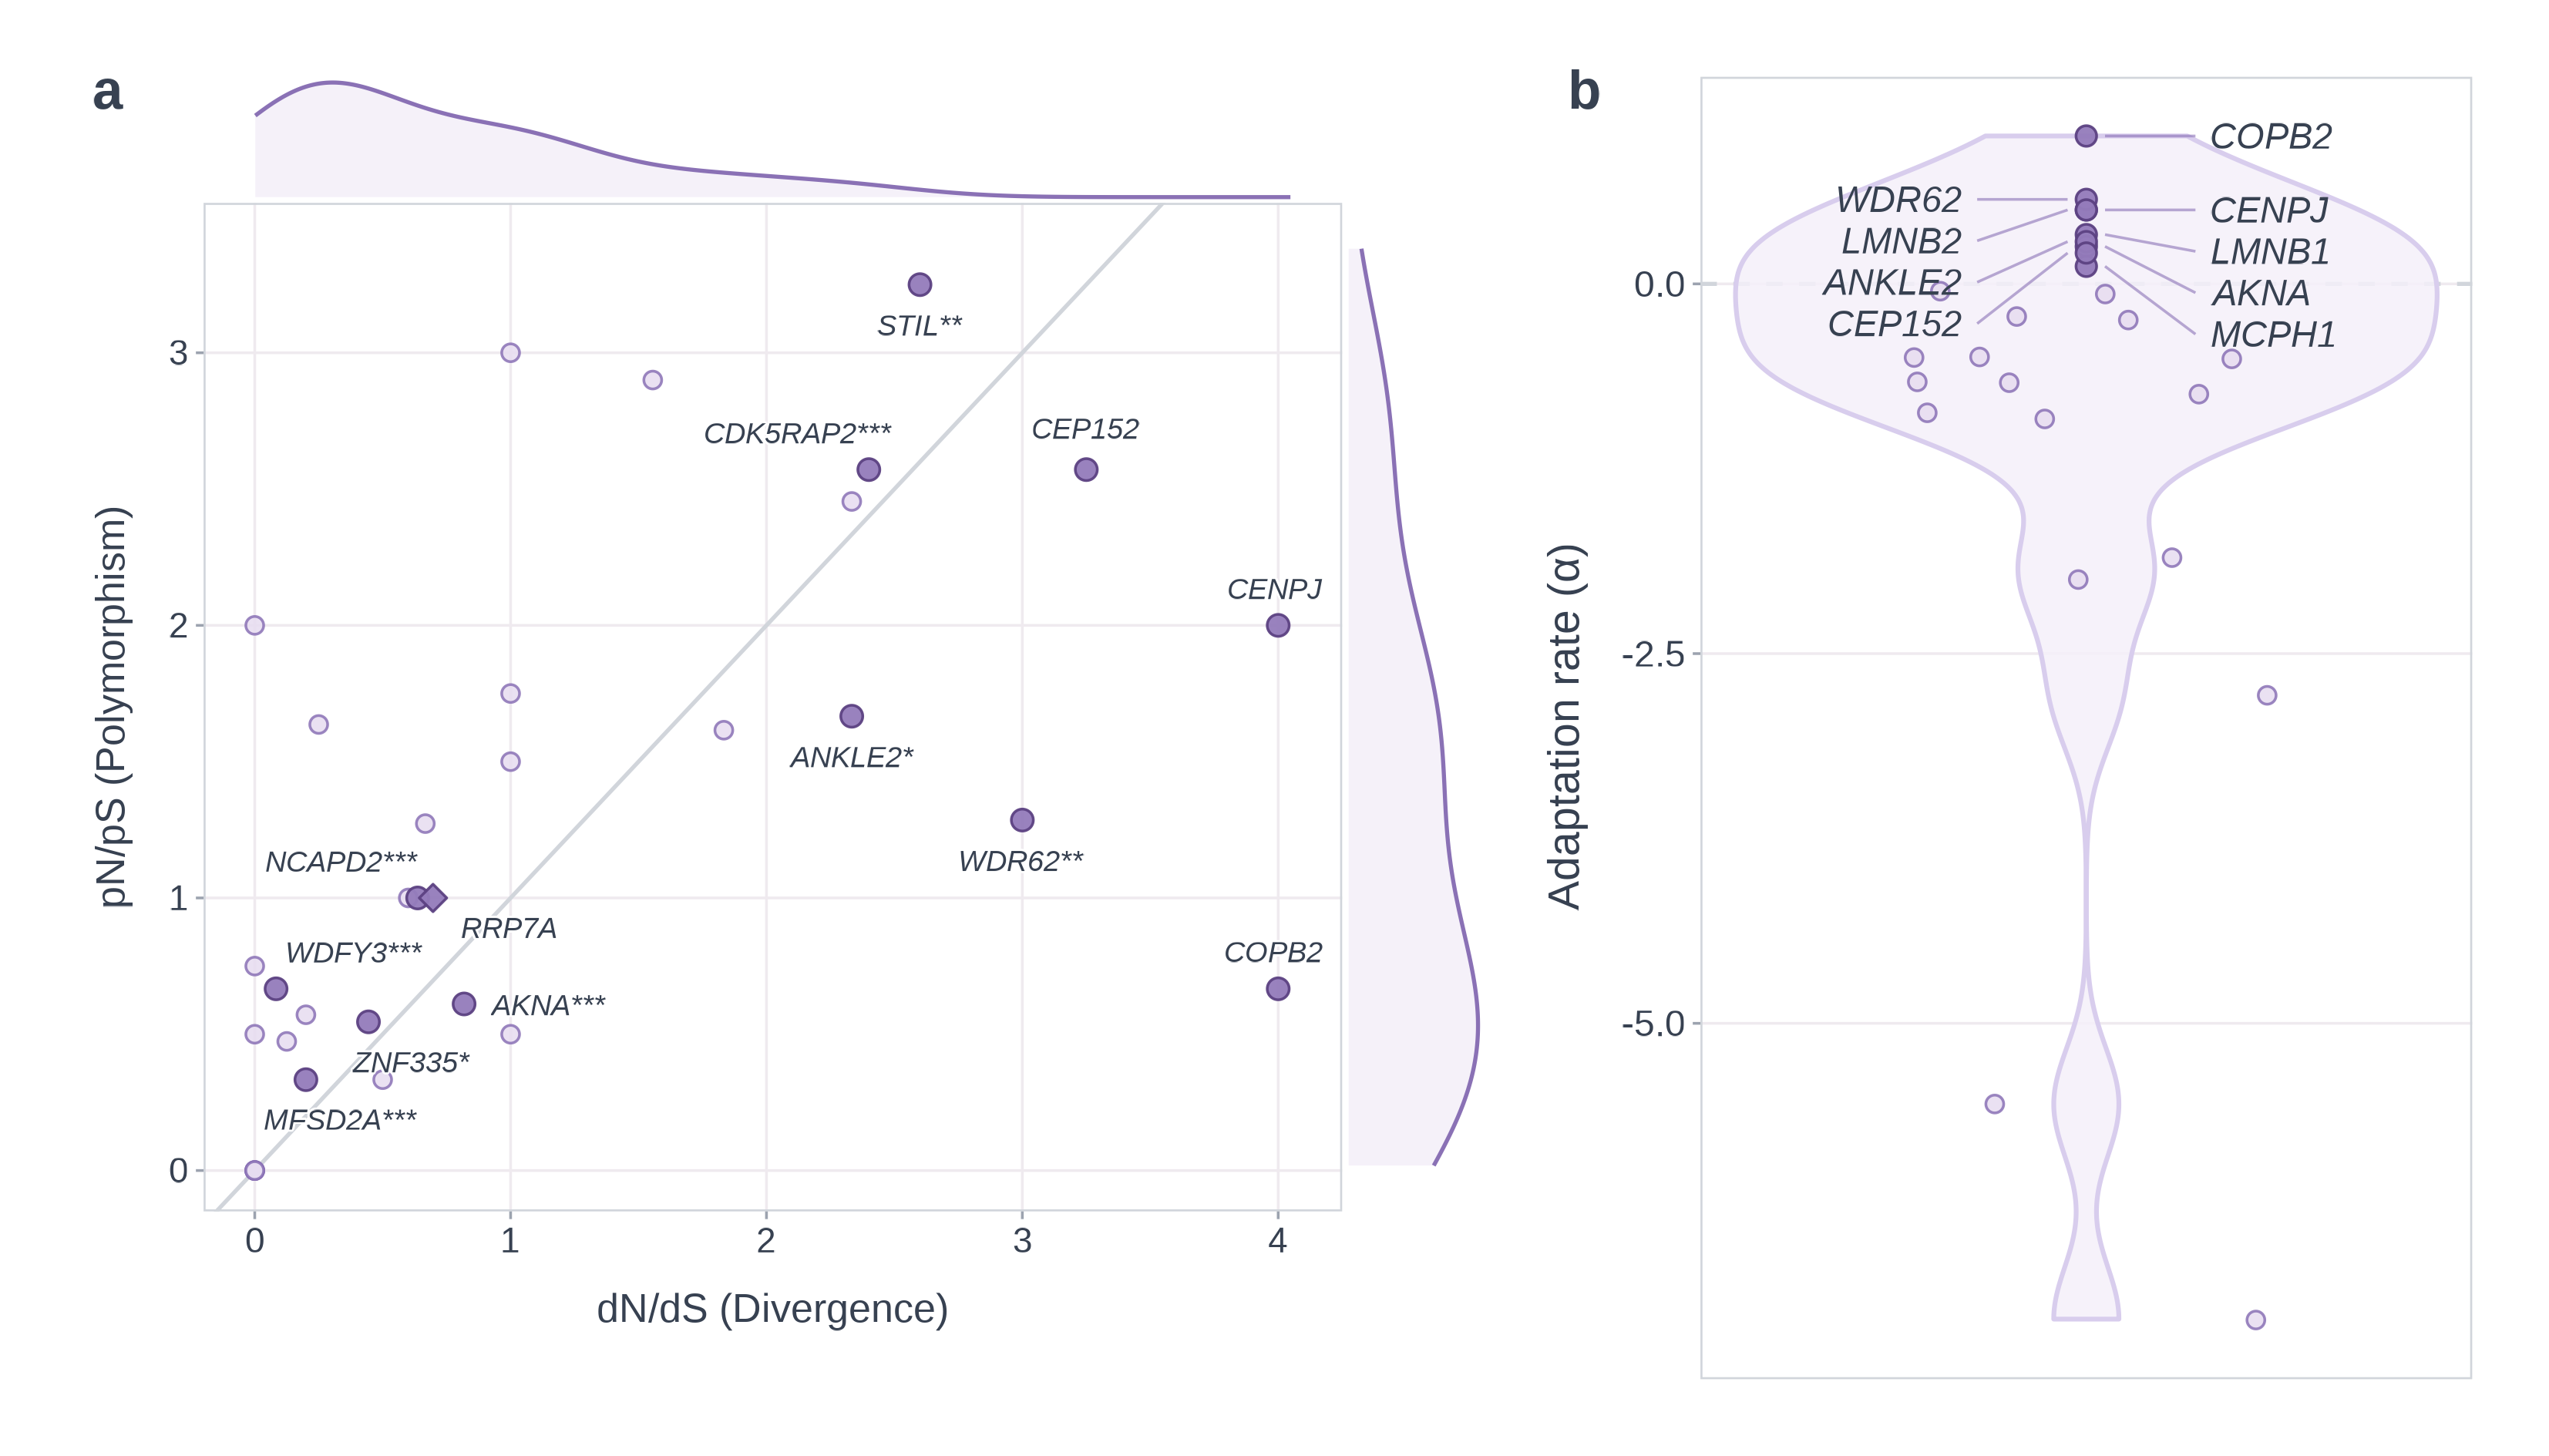 a
b
COPB2
WDR62
CENPJ
LMNB2
LMNB1
ANKLE2
AKNA
CEP152
MCPH1
0.0
-2.5
-5.0
Adaptation rate (α)
STIL**
CDK5RAP2***
CEP152
CENPJ
ANKLE2*
WDR62**
NCAPD2***
RRP7A
WDFY3***
COPB2
AKNA***
ZNF335*
MFSD2A***
3
2
1
0
pN/pS (Polymorphism)
0
1
2
3
4
dN/dS (Divergence)